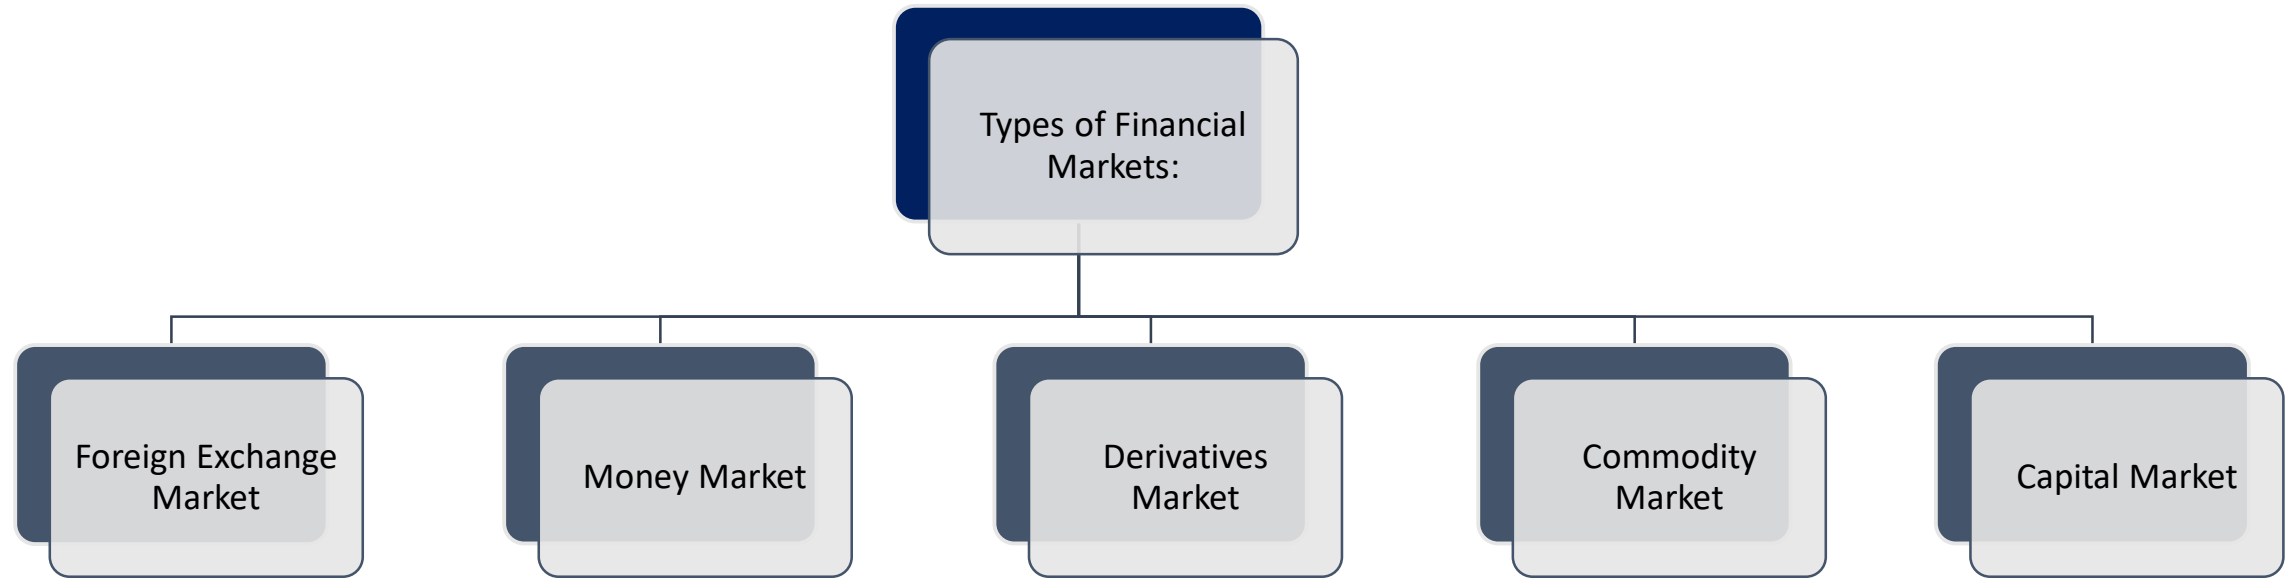 Types of Financial
Markets:
Foreign Exchange
Market
Money Market
Derivatives
Market
Commodity
Market
Capital Market